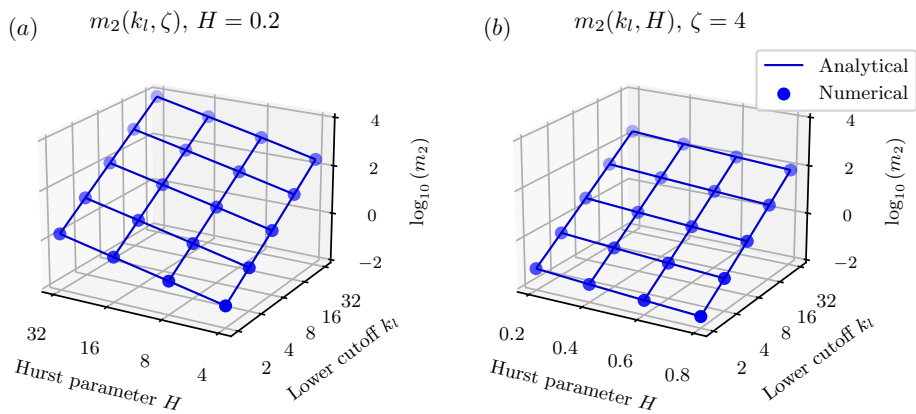 (a) m₂(kₗ, ζ), H = 0.2
4
2
0
−2
log₁₀(m₂)
32
16
8
4
2
Lower cutoff kₗ
32
16
8
4
Hurst parameter H
(b) m₂(kₗ, H), ζ = 4
Analytical
Numerical
4
2
0
−2
log₁₀(m₂)
32
16
8
4
2
Lower cutoff kₗ
0.2
0.4
0.6
0.8
Hurst parameter H